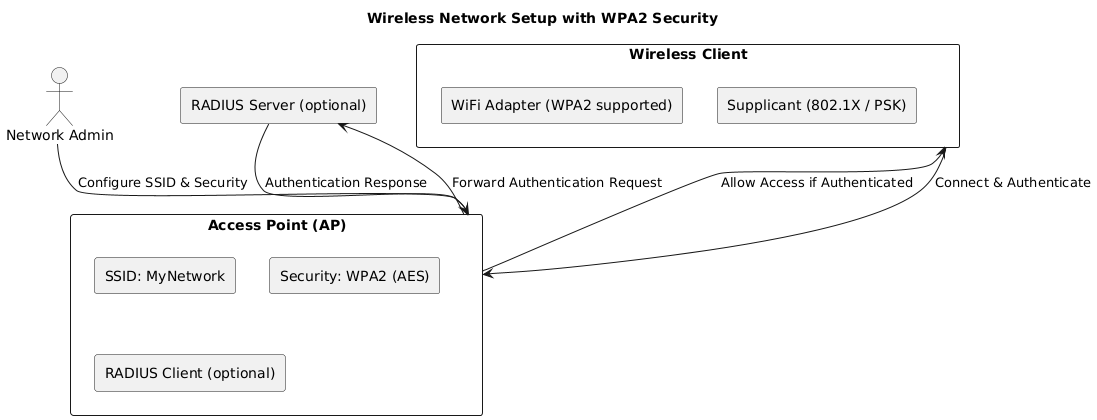 Wireless Network Setup with WPA2 Security
Wireless Client
WiFi Adapter (WPA2 supported)
Supplicant (802.1X / PSK)
RADIUS Server (optional)
Network Admin
Configure SSID & Security
Authentication Response
Forward Authentication Request
Allow Access if Authenticated
Connect & Authenticate
Access Point (AP)
SSID: MyNetwork
Security: WPA2 (AES)
RADIUS Client (optional)